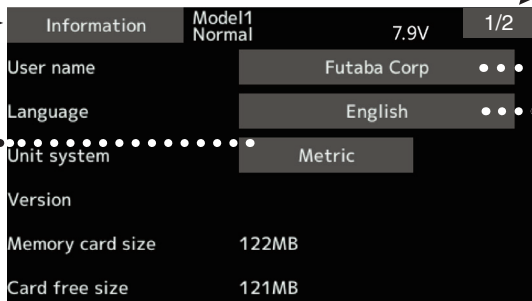 Information Model1 Normal 7.9V 1/2
User name Futaba Corp
Language English
Unit system Metric
Version
Memory card size 122MB
Card free size 121MB